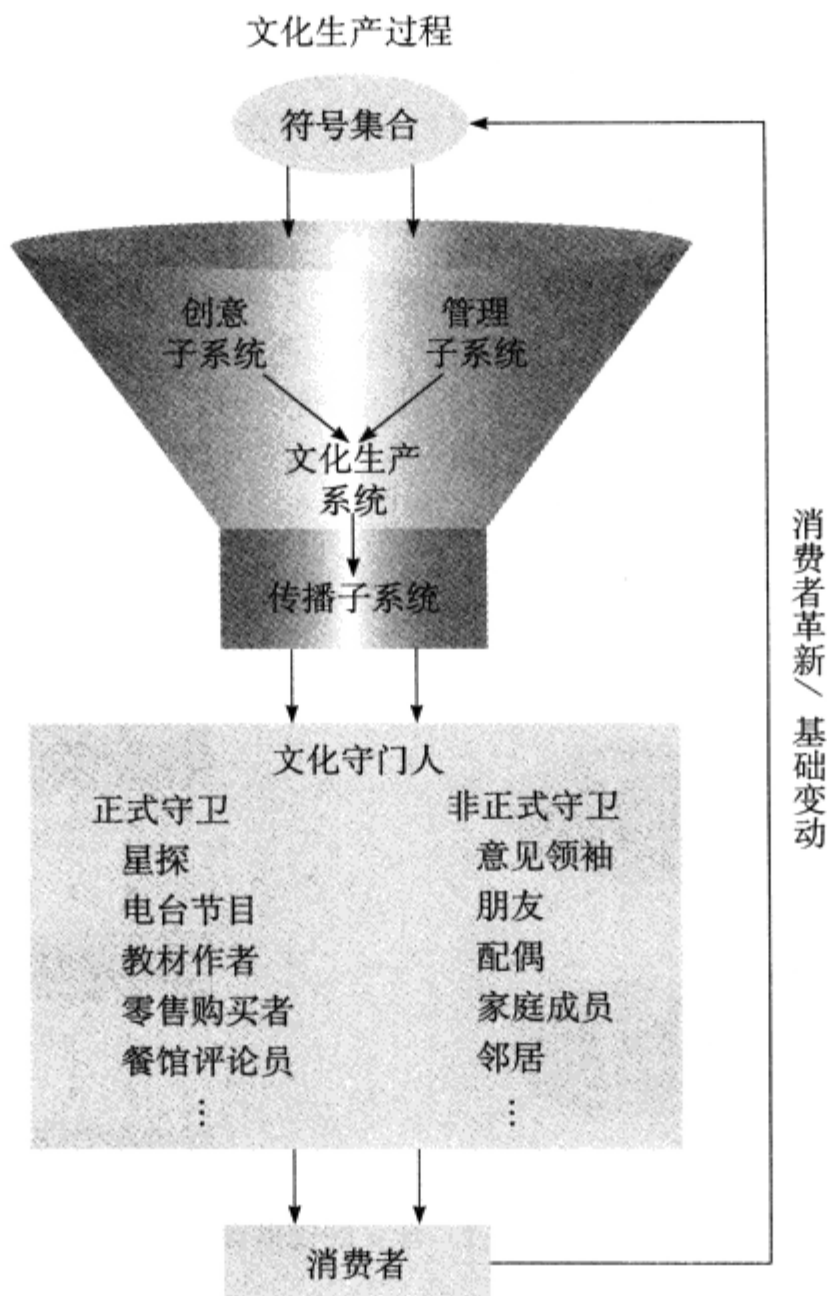 文化生产过程
符号集合
创意
子系统
管理
子系统
文化生产
系统
传播子系统
文化守门人
正式守卫
星探
电台节目
教材作者
零售购买者
餐馆评论员
⋮
非正式守卫
意见领袖
朋友
配偶
家庭成员
邻居
⋮
消费者
消费者革新/基础变动